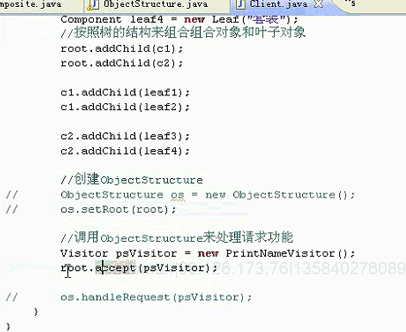 mposite.java ObjectStructure.java Client.java
Component leaf4 = new Leaf("套装");
//按照树的结构来组合组合对象和叶子对象
root.addChild(c1);
root.addChild(c2);
c1.addChild(leaf1);
c1.addChild(leaf2);
c2.addChild(leaf3);
c2.addChild(leaf4);
//创建ObjectStructure
// ObjectStructure os = new ObjectStructure();
// os.setRoot(root);
//调用ObjectStructure来处理请求功能
Visitor psVisitor = new PrintNameVisitor();
root.accept(psVisitor);
// os.handleRequest(psVisitor);
}
}